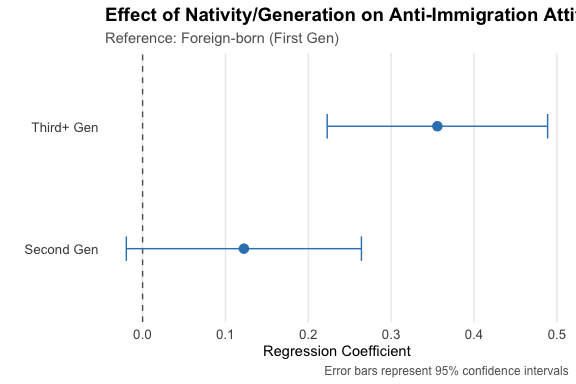 Effect of Nativity/Generation on Anti-Immigration Atti
Reference: Foreign-born (First Gen)
Third+ Gen
Second Gen
0.0 0.1 0.2 0.3 0.4 0.5
Regression Coefficient
Error bars represent 95% confidence intervals